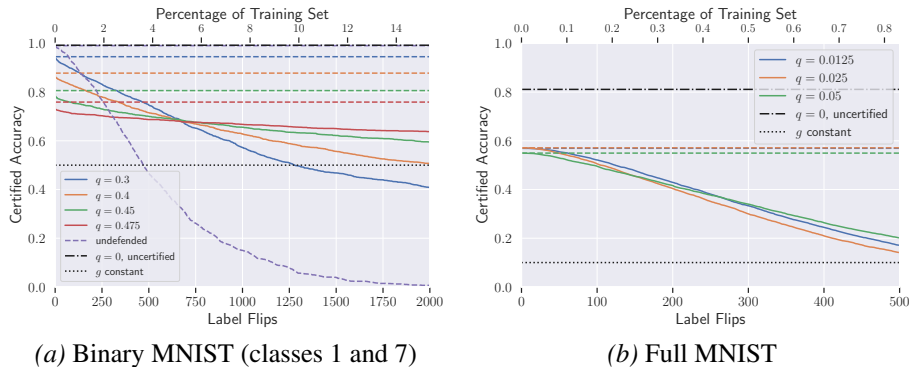 Percentage of Training Set
0 2 4 6 8 10 12 14
1.0
0.8
0.6
0.4
0.2
0.0
Certified Accuracy
q = 0.3
q = 0.4
q = 0.45
q = 0.475
undefended
q = 0, uncertified
g constant
0 250 500 750 1000 1250 1500 1750 2000
Label Flips
(a) Binary MNIST (classes 1 and 7)
Percentage of Training Set
0.0 0.1 0.2 0.3 0.4 0.5 0.6 0.7 0.8
1.0
0.8
0.6
0.4
0.2
0.0
Certified Accuracy
q = 0.0125
q = 0.025
q = 0.05
q = 0, uncertified
g constant
0 100 200 300 400 500
Label Flips
(b) Full MNIST